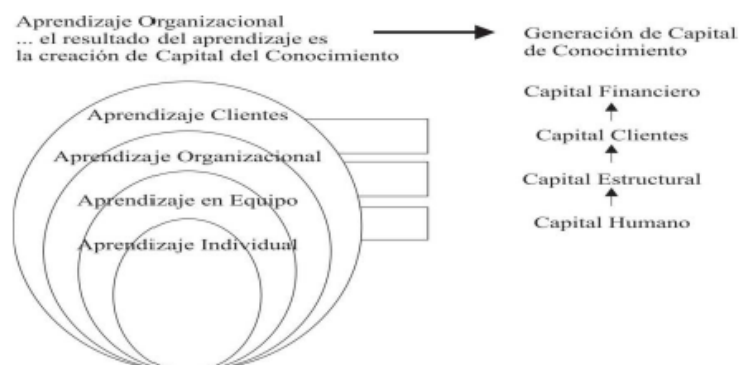 Aprendizaje Organizacional
... el resultado del aprendizaje es
la creación de Capital del Conocimiento
Generación de Capital
de Conocimiento
Aprendizaje Clientes
Aprendizaje Organizacional
Aprendizaje en Equipo
Aprendizaje Individual
Capital Financiero
Capital Clientes
Capital Estructural
Capital Humano